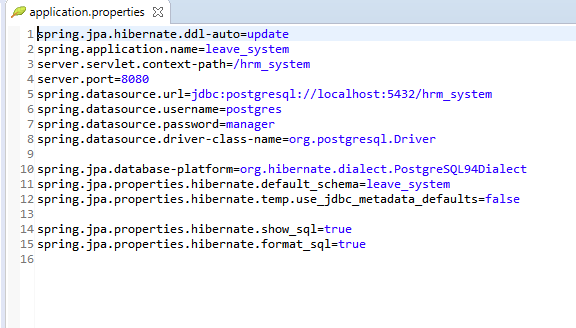 application.properties
1 spring.jpa.hibernate.ddl-auto=update
2 spring.application.name=leave_system
3 server.servlet.context-path=/hrm_system
4 server.port=8080
5 spring.datasource.url=jdbc:postgresql://localhost:5432/hrm_system
6 spring.datasource.username=postgres
7 spring.datasource.password=manager
8 spring.datasource.driver-class-name=org.postgresql.Driver
9
10 spring.jpa.database-platform=org.hibernate.dialect.PostgreSQL94Dialect
11 spring.jpa.properties.hibernate.default_schema=leave_system
12 spring.jpa.properties.hibernate.temp.use_jdbc_metadata_defaults=false
13
14 spring.jpa.properties.hibernate.show_sql=true
15 spring.jpa.properties.hibernate.format_sql=true
16